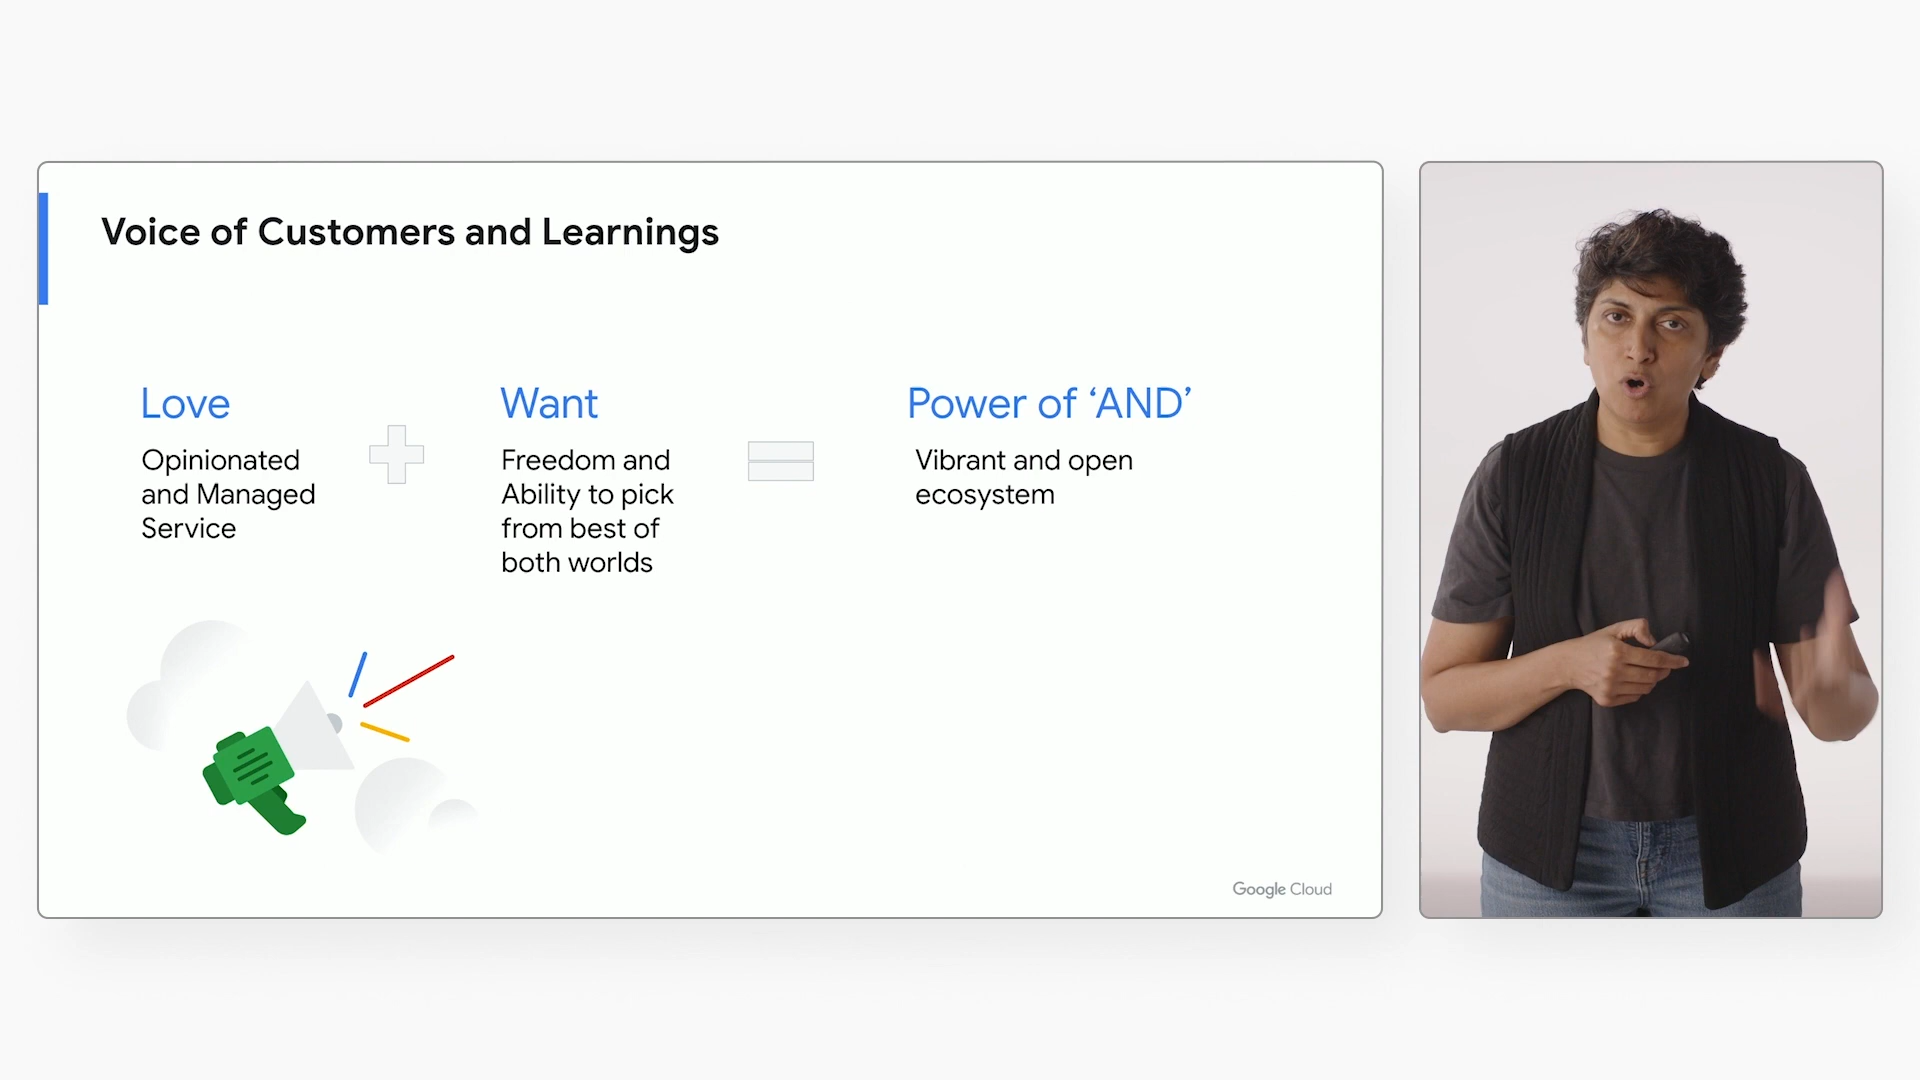 Voice of Customers and Learnings
Love
Opinionated
and Managed
Service
Want
Freedom and
Ability to pick
from best of
both worlds
Power of ‘AND’
Vibrant and open
ecosystem
Google Cloud